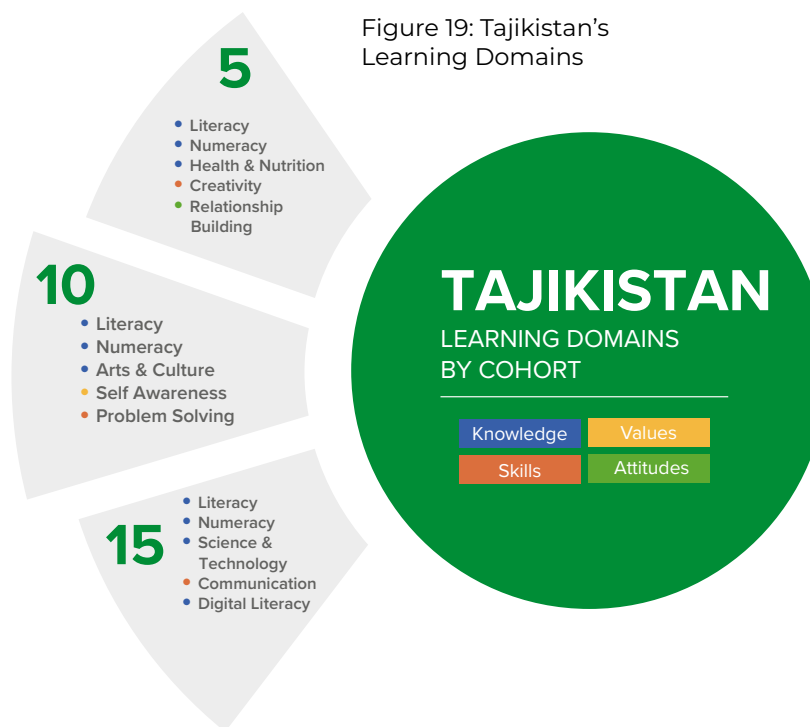 Figure 19: Tajikistan’s
Learning Domains
5
Literacy
Numeracy
Health & Nutrition
Creativity
Relationship
Building
10
Literacy
Numeracy
Arts & Culture
Self Awareness
Problem Solving
15
Literacy
Numeracy
Science &
Technology
Communication
Digital Literacy
TAJIKISTAN
LEARNING DOMAINS
BY COHORT
Knowledge
Values
Skills
Attitudes